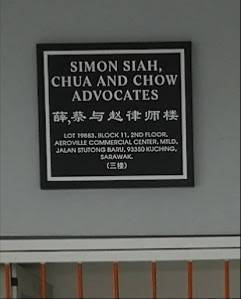 SIMON SIAH,
CHUA AND CHOW
ADVOCATES
薛,蔡与赵律师楼
LOT 19863, BLOCK 11, 2ND FLOOR,
AEROVILLE COMMERCIAL CENTER, MTLD,
JALAN STUTONG BARU, 93350 KUCHING,
SARAWAK.
(三楼)